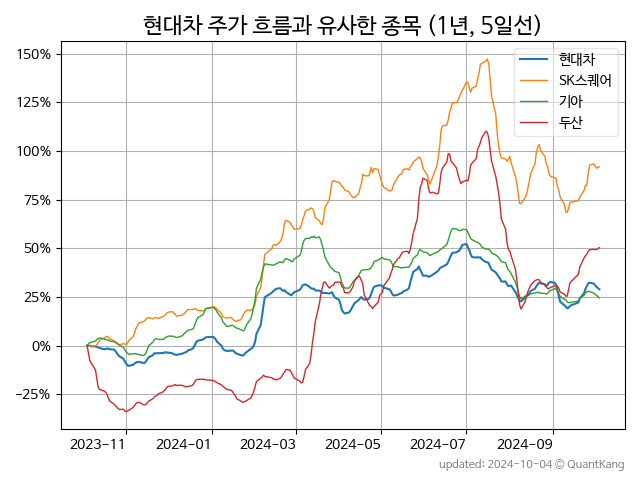 현대차 주가 흐름과 유사한 종목 (1년, 5일선)
현대차
SK스퀘어
기아
두산
150%
125%
100%
75%
50%
25%
0%
−25%
2023-11
2024-01
2024-03
2024-05
2024-07
2024-09
updated: 2024-10-04 © QuantKang